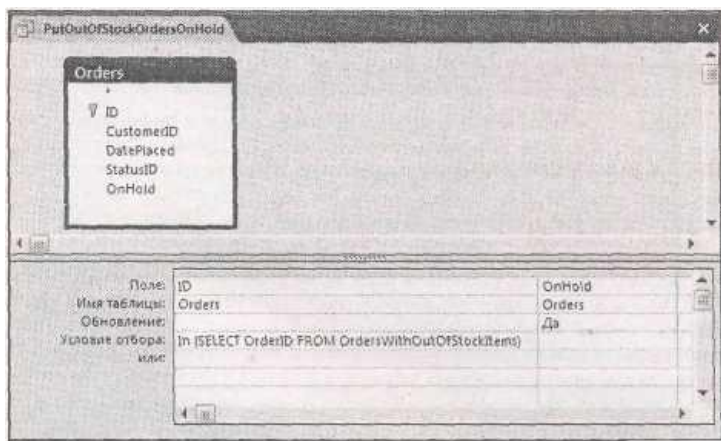 PutOutOfStockOrdersOnHold
Orders
ID
CustomerID
DatePlaced
StatusID
OnHold
Поле: ID OnHold
Имя таблицы: Orders Orders
Обновление: Да
Условие отбора: In (SELECT OrderID FROM OrdersWithOutOfStockItems)
или: